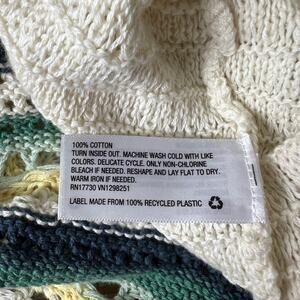 100% COTTON
TURN INSIDE OUT. MACHINE WASH COLD WITH LIKE
COLORS. DELICATE CYCLE. ONLY NON-CHLORINE
BLEACH IF NEEDED. RESHAPE AND LAY FLAT TO DRY.
WARM IRON IF NEEDED.
RN17730 VN1298251
LABEL MADE FROM 100% RECYCLED PLASTIC